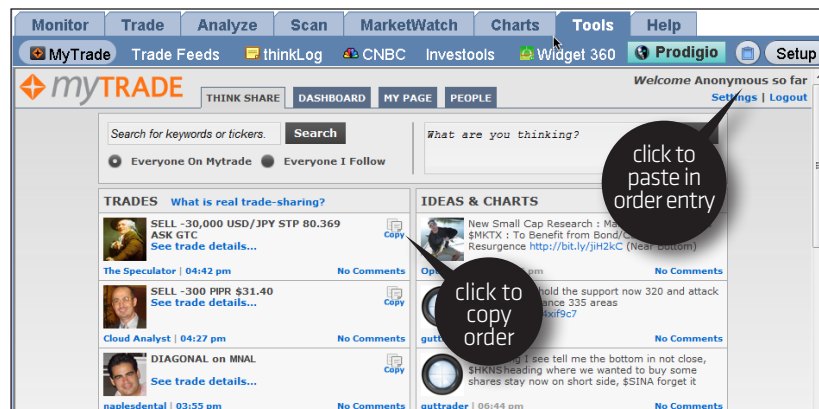 Monitor Trade Analyze Scan MarketWatch Charts Tools Help
MyTrade Trade Feeds thinkLog CNBC Investools Widget 360 Prodigio Setup
myTRADE
THINK SHARE DASHBOARD MY PAGE PEOPLE
Welcome Anonymous so far
Settings | Logout
Search for keywords or tickers. Search
Everyone On Mytrade Everyone I Follow
What are you thinking?
click to
paste in
order entry
TRADES What is real trade-sharing?
SELL -30,000 USD/JPY STP 80.369
ASK GTC
See trade details...
Copy
The Speculator | 04:42 pm No Comments
SELL -300 PIPR $31.40
See trade details...
Copy
Cloud Analyst | 04:27 pm No Comments
DIAGONAL on MNAL
See trade details...
Copy
naplesdental | 03:55 pm No Comments
click to
copy
order
IDEAS & CHARTS
New Small Cap Research :
$MKTX : To Benefit from Bond/
Resurgence http://bit.ly/jiH2kC (Near Bottom)
pm No Comments
hold the support now 320 and attack
335 areas
4xif9c7
No Comments
I see tell me the bottom in not close,
$HKNS heading where we wanted to buy some
shares stay now on short side, $SINA forget it
guttrader | 06:44 pm No Comments